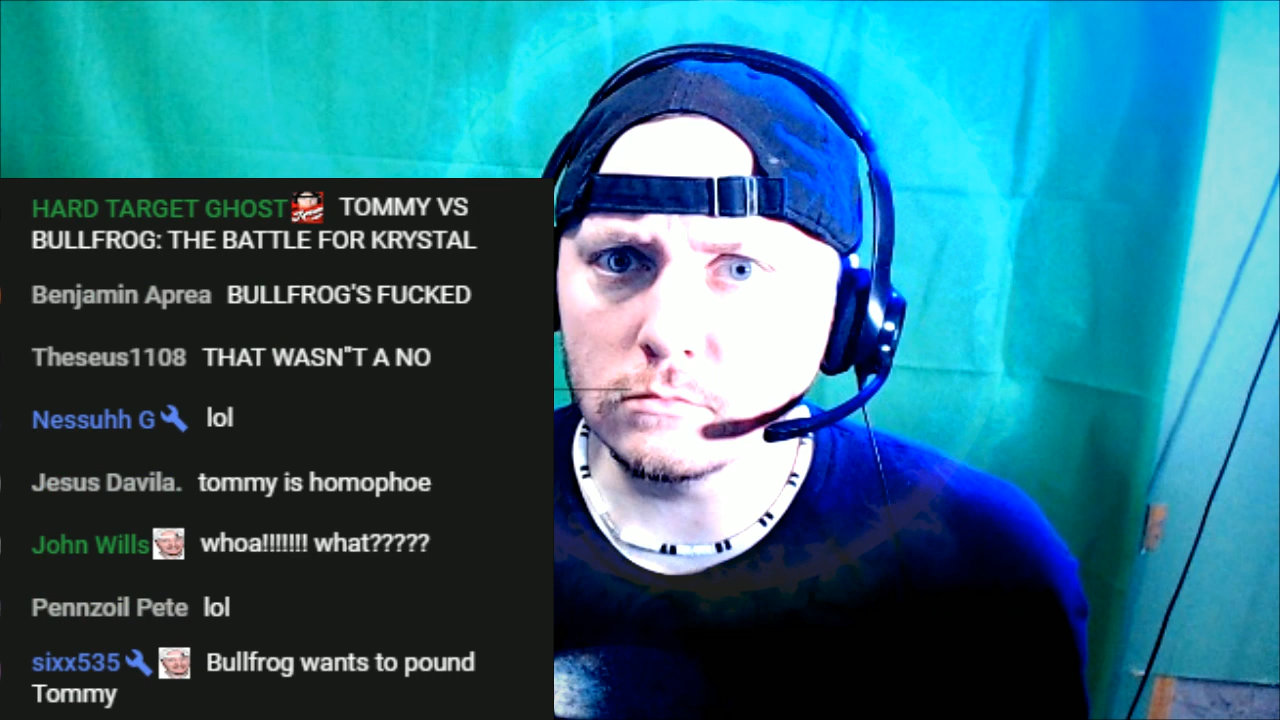 HARD TARGET GHOST TOMMY VS
BULLFROG: THE BATTLE FOR KRYSTAL
Benjamin Aprea BULLFROG'S FUCKED
Theseus1108 THAT WASN"T A NO
Nessuhh G lol
Jesus Davila. tommy is homophoe
John Wills whoa!!!!!!! what?????
Pennzoil Pete lol
sixx535 Bullfrog wants to pound
Tommy